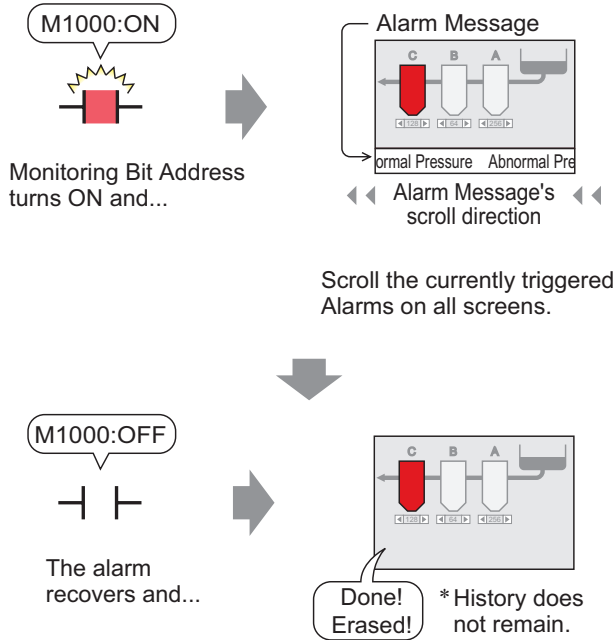 M1000:ON
Monitoring Bit Address
turns ON and...
Alarm Message
C B A
128 64 256
ormal Pressure Abnormal Pre
Alarm Message's
scroll direction
Scroll the currently triggered
Alarms on all screens.
M1000:OFF
The alarm
recovers and...
C B A
128 64 256
Done!
Erased!
* History does
not remain.